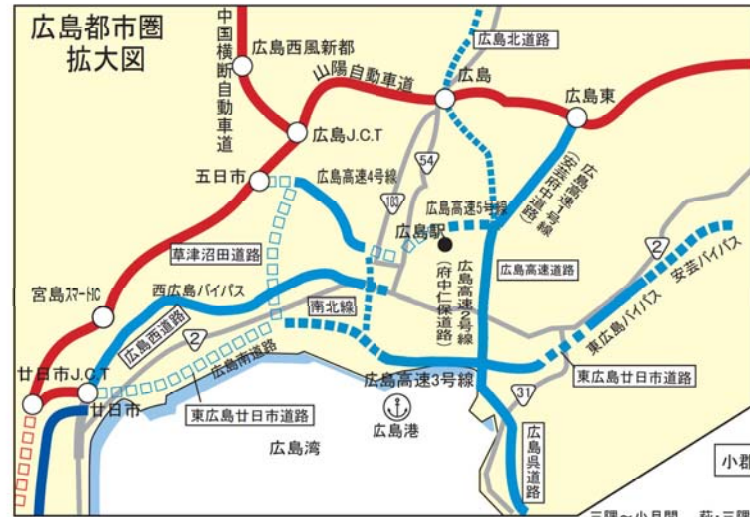 広島都市圏
拡大図
中国横断自動車道
広島西風新都
山陽自動車道
広島
広島北道路
広島東
広島J.C.T
54
183
五日市
広島高速4号線
広島高速5号線
広島高速1号線
(安芸府中道路)
広島駅
草津沼田道路
広島高速2号線
(府中仁保道路)
広島高速道路
2
安芸バイパス
東広島バイパス
宮島スマートIC
西広島バイパス
広島西道路
2
南北線
広島南道路
広島高速3号線
東広島廿日市道路
廿日市J.C.T
廿日市
東広島廿日市道路
31
広島湾
広島港
広島呉道路
小郡